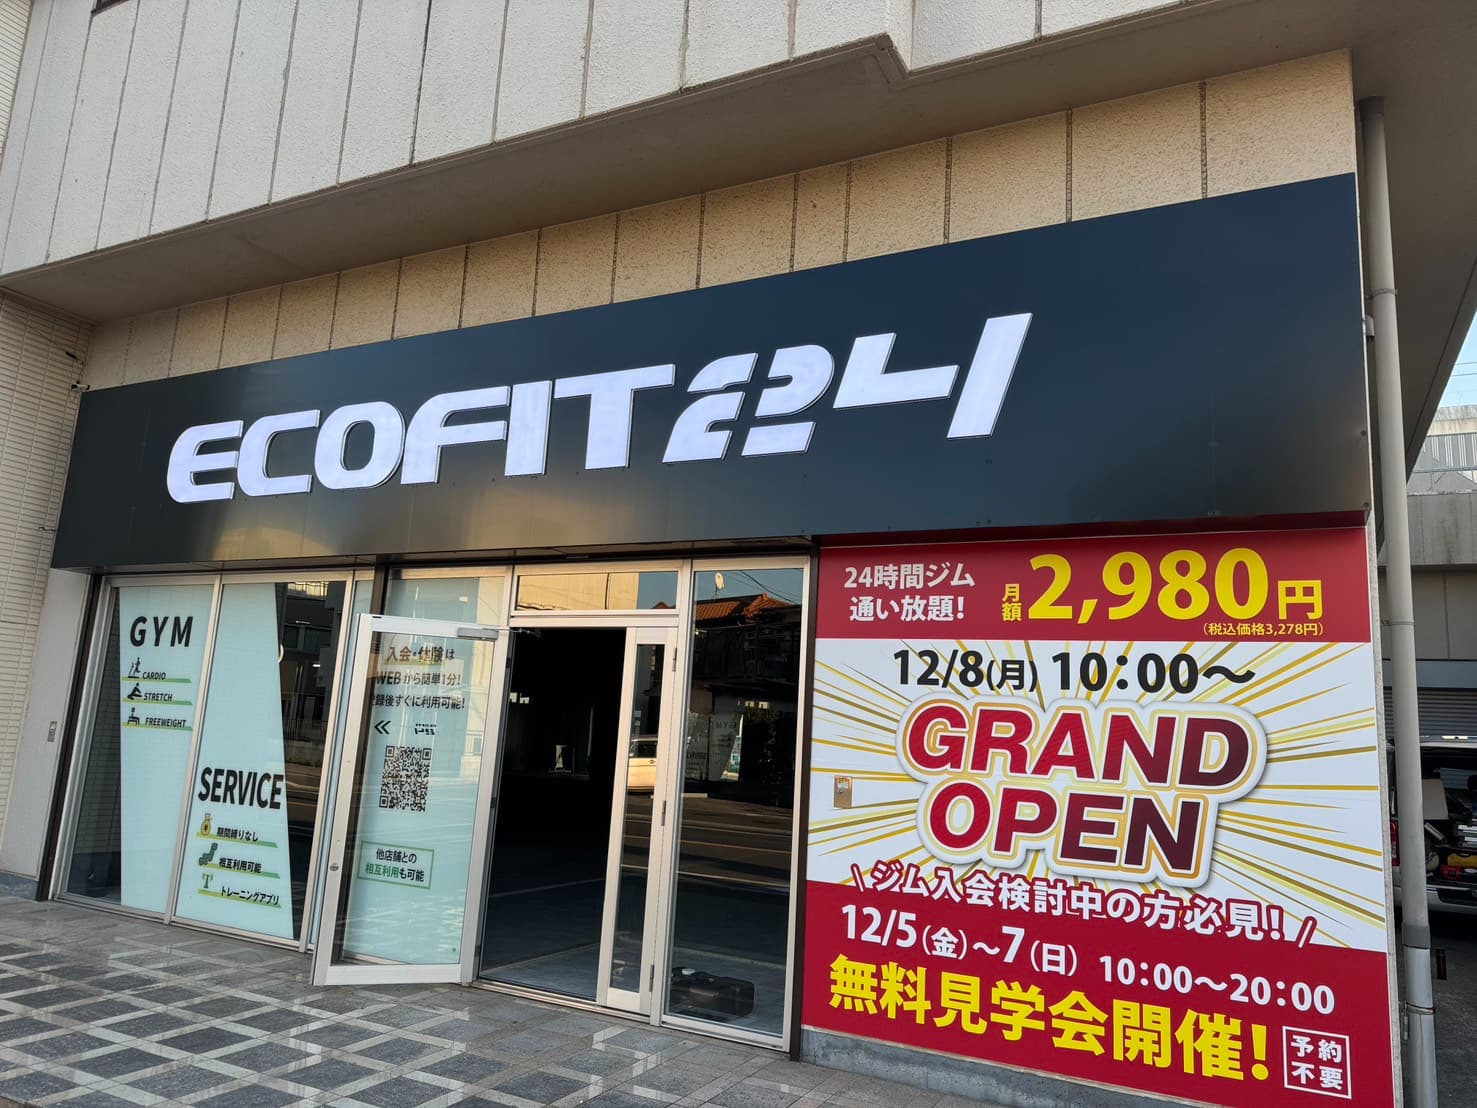 ECOFIT24
GYM
CARDIO
STRETCH
FREEWEIGHT
SERVICE
期間縛りなし
相互利用可能
トレーニングアプリ
入会・体験は
WEBから簡単1分!
登録後すぐに利用可能!
他店舗との
相互利用も可能
24時間ジム
通い放題!
月額2,980円
(税込価格3,278円)
12/8(月) 10:00〜
GRAND
OPEN
\ジム入会検討中の方必見!/
12/5(金)〜7(日) 10:00〜20:00
無料見学会開催!
予約
不要